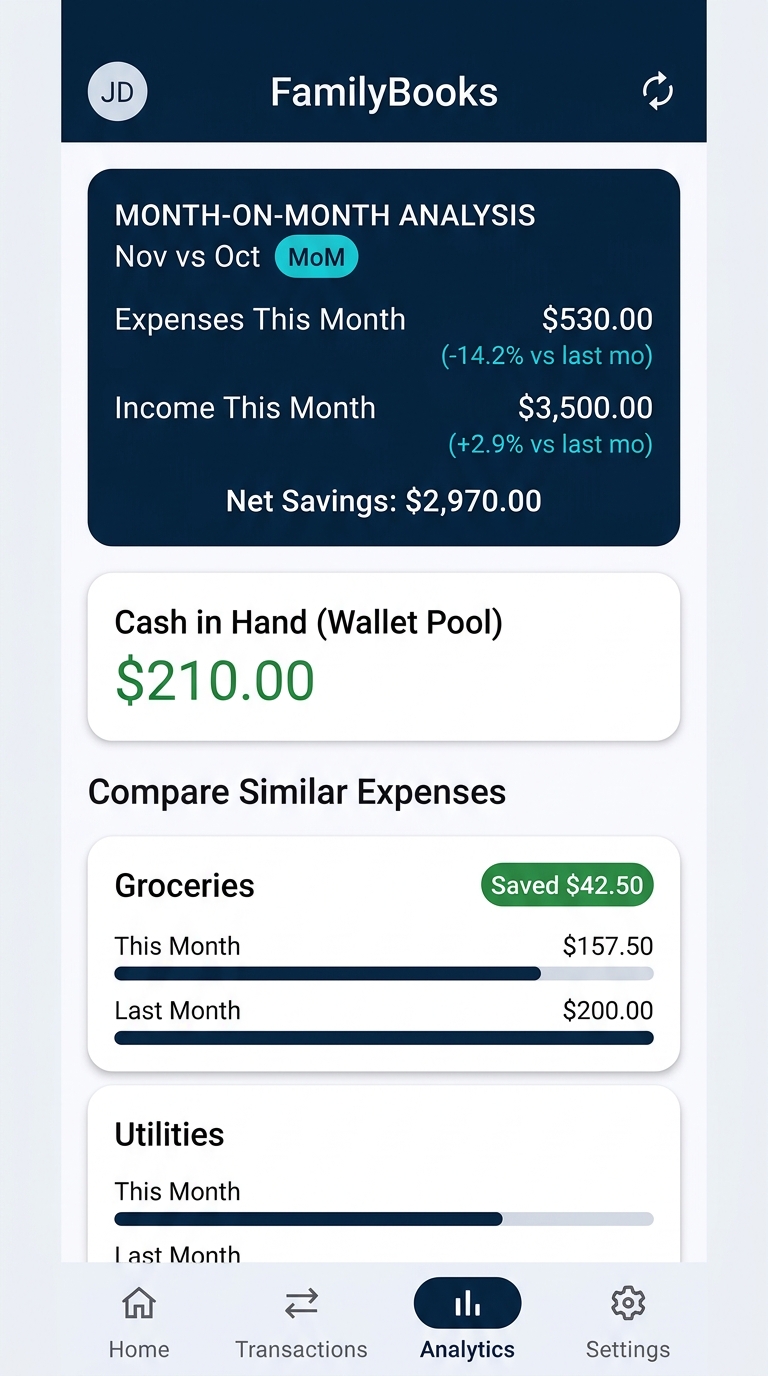 JD
FamilyBooks
MONTH-ON-MONTH ANALYSIS
Nov vs Oct MoM
Expenses This Month $530.00
(-14.2% vs last mo)
Income This Month $3,500.00
(+2.9% vs last mo)
Net Savings: $2,970.00
Cash in Hand (Wallet Pool)
$210.00
Compare Similar Expenses
Groceries Saved $42.50
This Month $157.50
Last Month $200.00
Utilities
This Month
Last Month
Home Transactions Analytics Settings